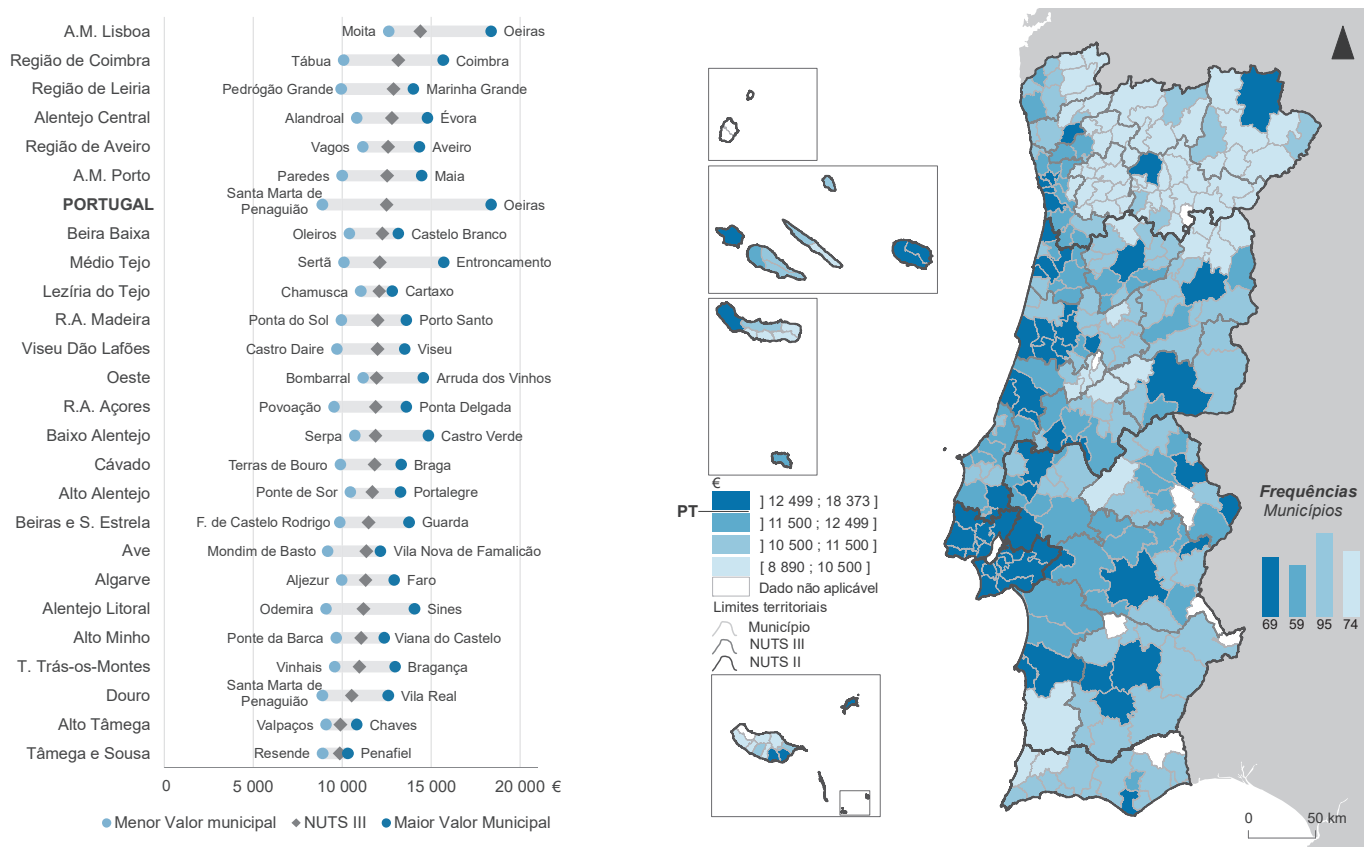 A.M. Lisboa Moita Oeiras
Região de Coimbra Tábua Coimbra
Região de Leiria Pedrógão Grande Marinha Grande
Alentejo Central Alandroal Évora
Região de Aveiro Vagos Aveiro
A.M. Porto Paredes Maia
PORTUGAL Santa Marta de
Penaguião Oeiras
Beira Baixa Oleiros Castelo Branco
Médio Tejo Sertã Entroncamento
Lezíria do Tejo Chamusca Cartaxo
R.A. Madeira Ponta do Sol Porto Santo
Viseu Dão Lafões Castro Daire Viseu
Oeste Bombarral Arruda dos Vinhos
R.A. Açores Povoação Ponta Delgada
Baixo Alentejo Serpa Castro Verde
Cávado Terras de Bouro Braga
Alto Alentejo Ponte de Sor Portalegre
Beiras e S. Estrela F. de Castelo Rodrigo Guarda
Ave Mondim de Basto Vila Nova de Famalicão
Algarve Aljezur Faro
Alentejo Litoral Odemira Sines
Alto Minho Ponte da Barca Viana do Castelo
T. Trás-os-Montes Vinhais Bragança
Douro Santa Marta de
Penaguião Vila Real
Alto Tâmega Valpaços Chaves
Tâmega e Sousa Resende Penafiel
0 5 000 10 000 15 000 20 000 €
Menor Valor municipal NUTS III Maior Valor Municipal
€
] 12 499 ; 18 373 ]
PT
] 11 500 ; 12 499 ]
] 10 500 ; 11 500 ]
[ 8 890 ; 10 500 ]
Dado não aplicável
Limites territoriais
Município
NUTS III
NUTS II
Frequências
Municípios
69 59 95 74
0 50 km